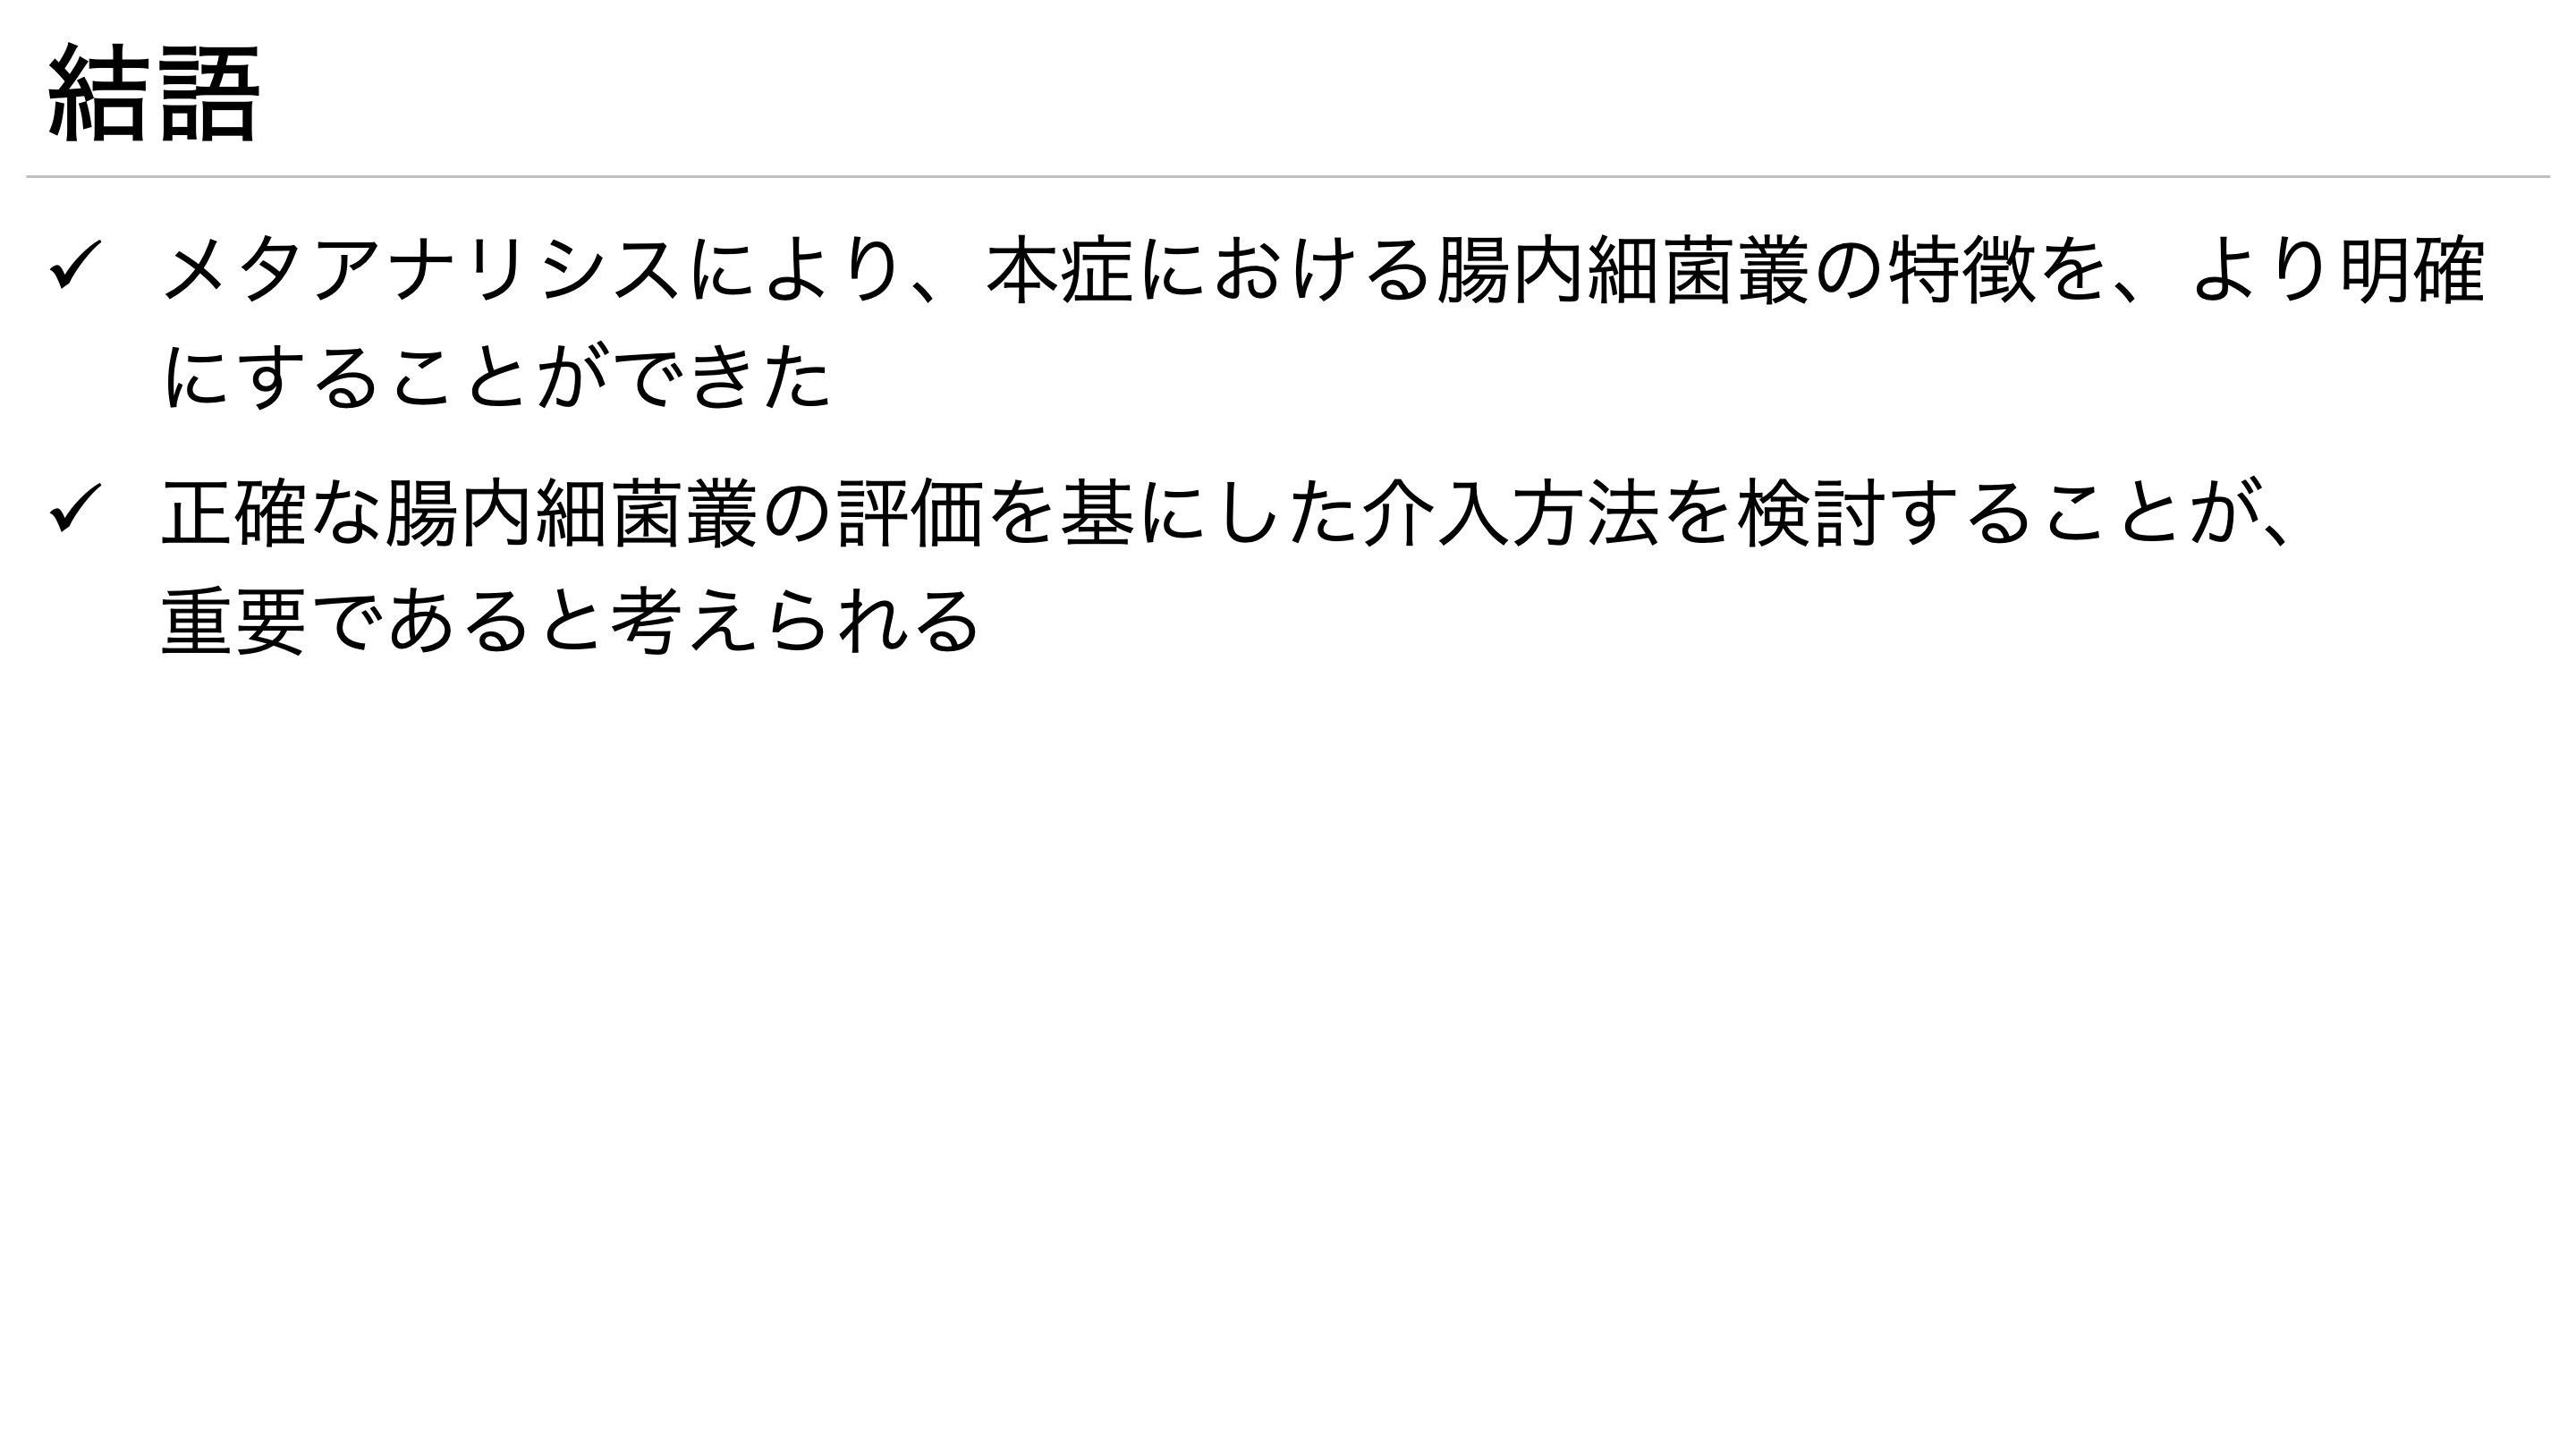 結語
✓ メタアナリシスにより、本症における腸内細菌叢の特徴を、より明確
にすることができた
✓ 正確な腸内細菌叢の評価を基にした介入方法を検討することが、
重要であると考えられる